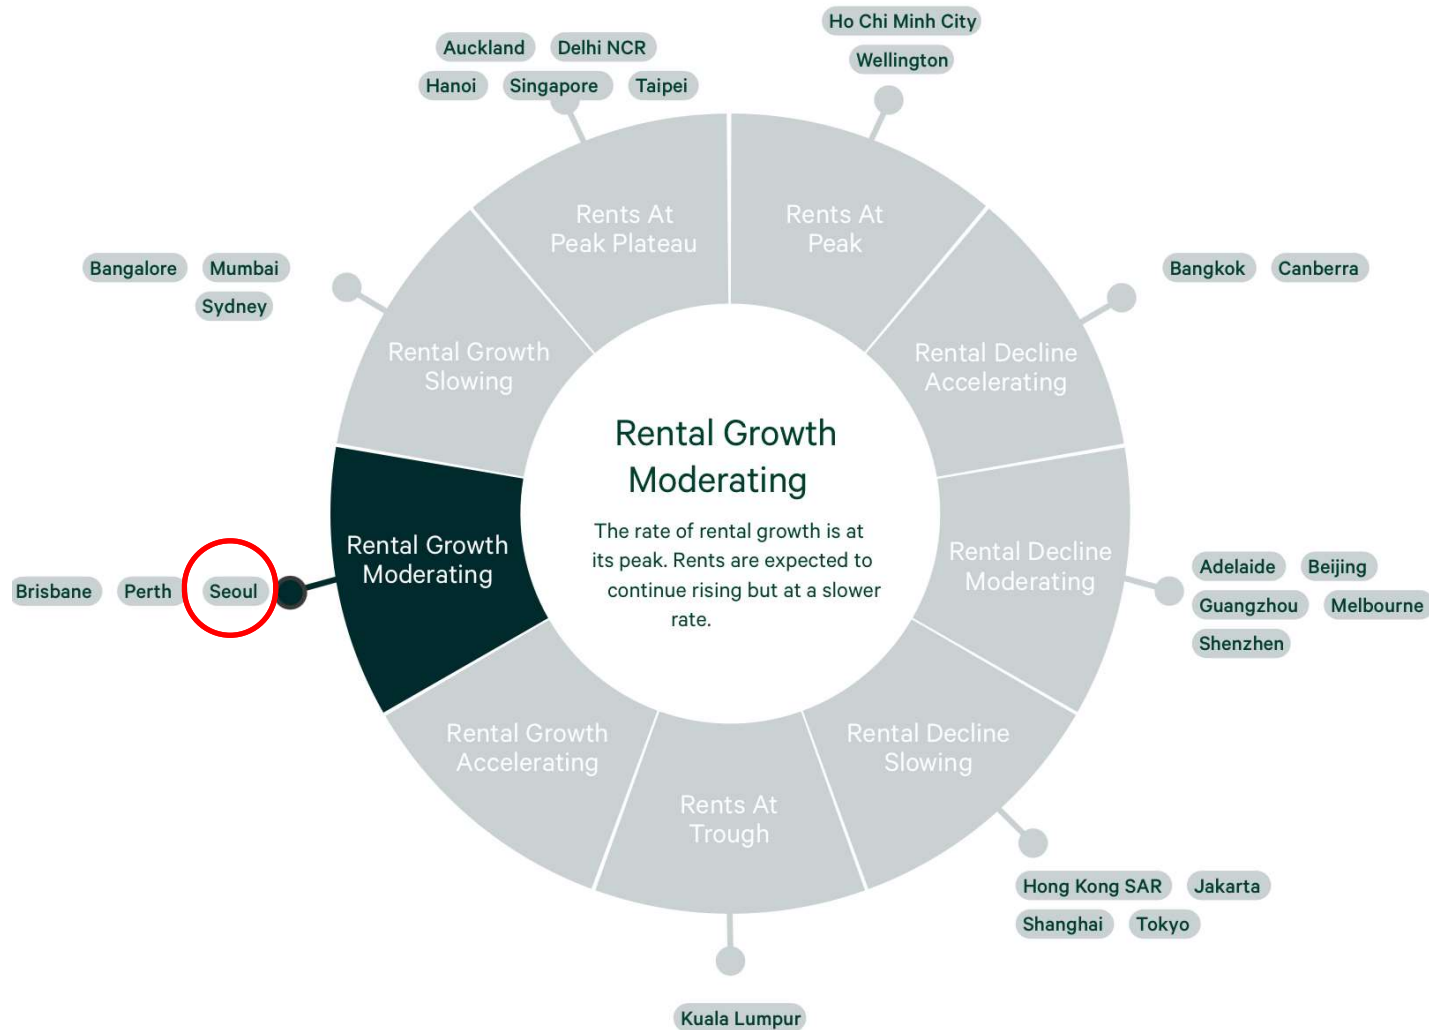 Ho Chi Minh City
Wellington
Auckland Delhi NCR
Hanoi Singapore Taipei
Rents At
Peak Plateau
Rents At
Peak
Bangalore Mumbai
Sydney
Bangkok Canberra
Rental Growth
Slowing
Rental Decline
Accelerating
Rental Growth
Moderating
The rate of rental growth is at
its peak. Rents are expected to
continue rising but at a slower
rate.
Rental Growth
Moderating
Brisbane Perth Seoul
Rental Decline
Moderating
Adelaide Beijing
Guangzhou Melbourne
Shenzhen
Rental Growth
Accelerating
Rental Decline
Slowing
Rents At
Trough
Hong Kong SAR Jakarta
Shanghai Tokyo
Kuala Lumpur